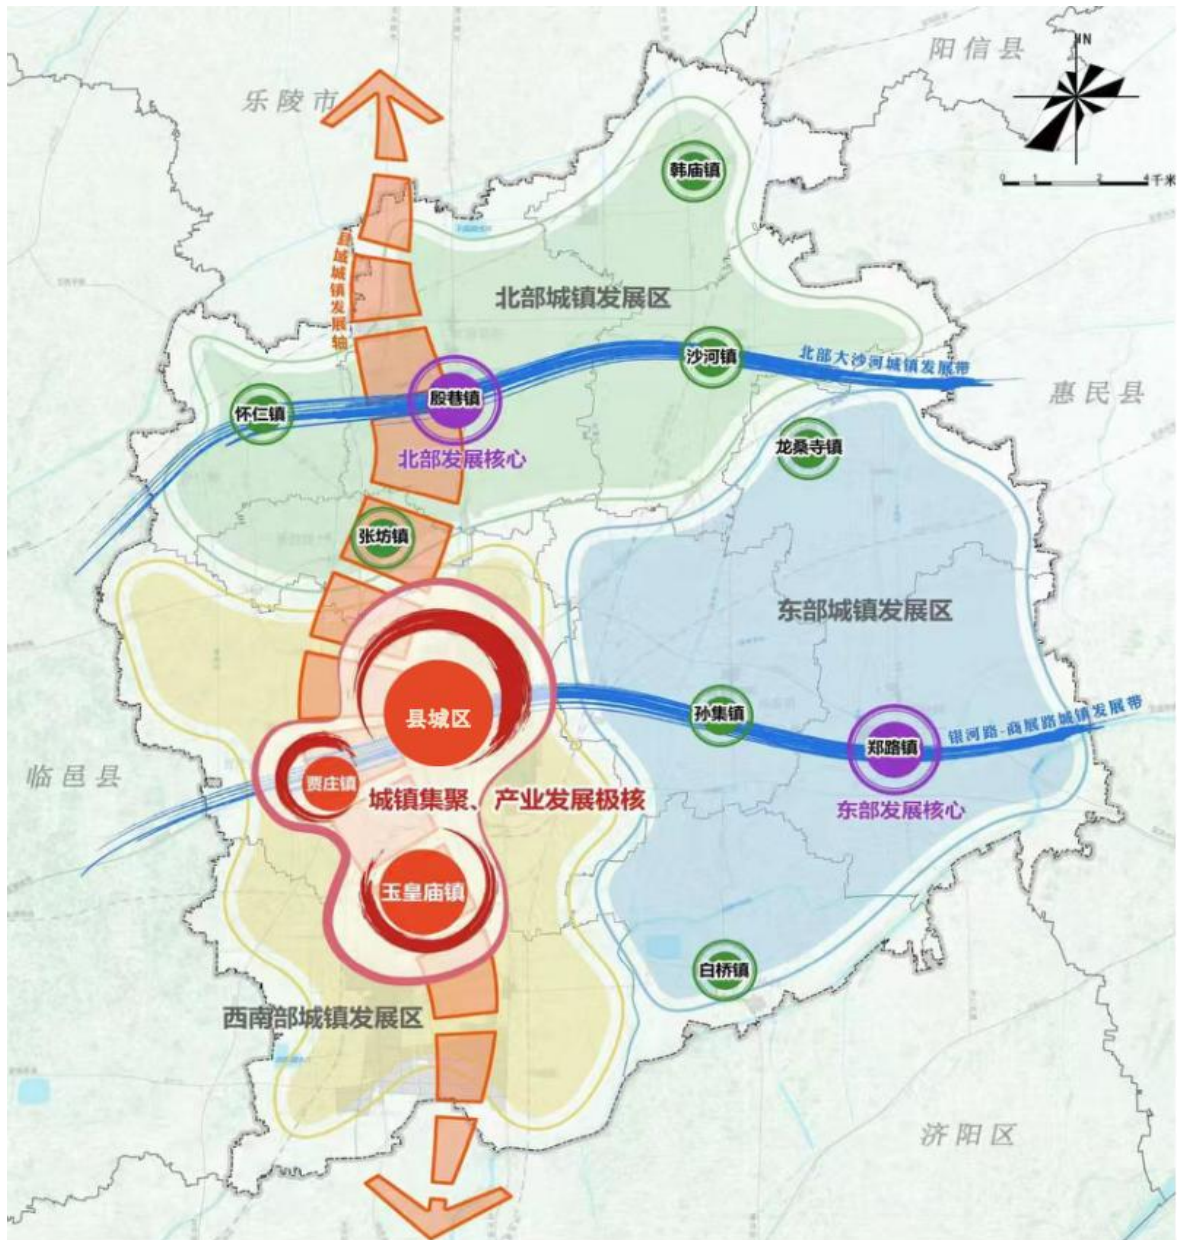 阳信县
N
乐陵市
0 1 2 4千米
韩庙镇
县域城镇发展轴
北部城镇发展区
沙河镇
北部大沙河城镇发展带
殷巷镇
怀仁镇
惠民县
龙桑寺镇
北部发展核心
张坊镇
东部城镇发展区
县城区
孙集镇
银河路-商展路城镇发展带
郑路镇
临邑县
贾庄镇
城镇集聚、产业发展极核
东部发展核心
玉皇庙镇
白桥镇
西南部城镇发展区
济阳区